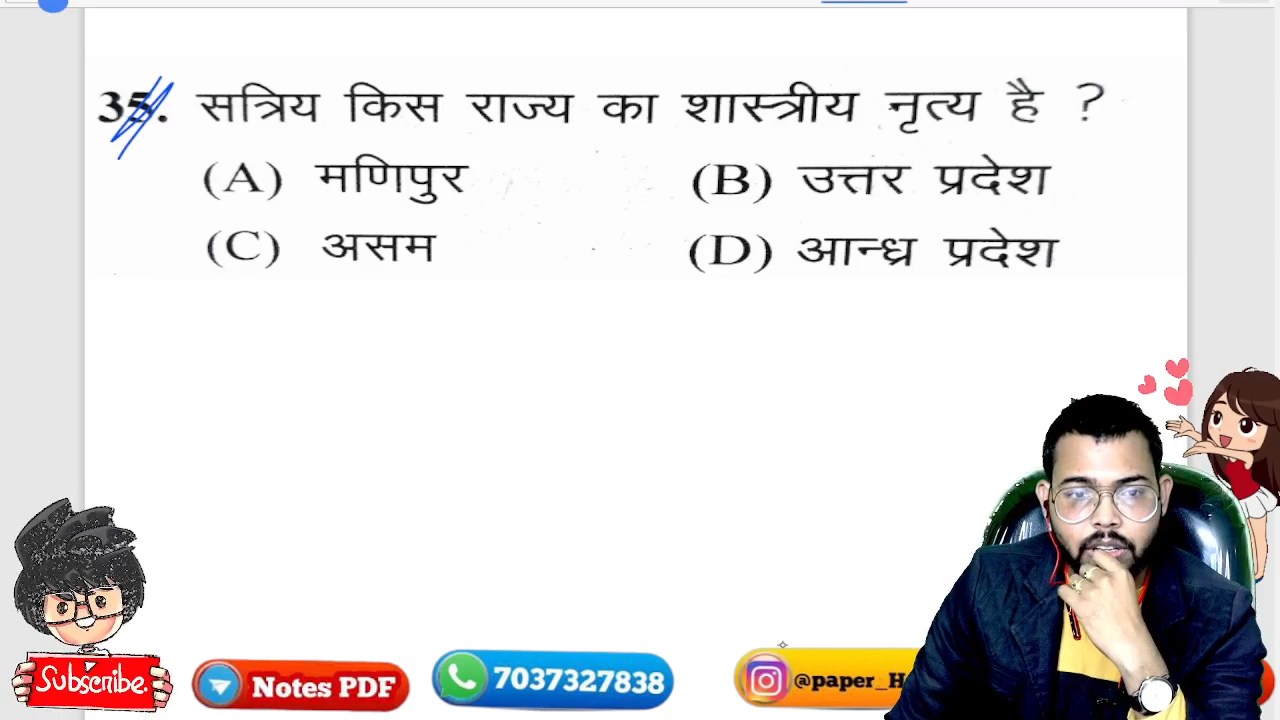 35. सत्रिय किस राज्य का शास्त्रीय नृत्य है ?
(A) मणिपुर (B) उत्तर प्रदेश
(C) असम (D) आन्ध्र प्रदेश
Subscribe.
Notes PDF
7037327838
@paper_H